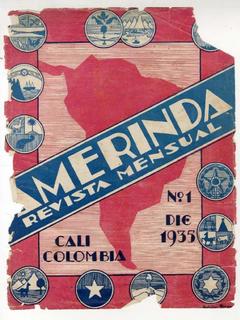 AMERINDA
REVISTA MENSUAL
Nº1
DIC
1935
CALI
COLOMBIA